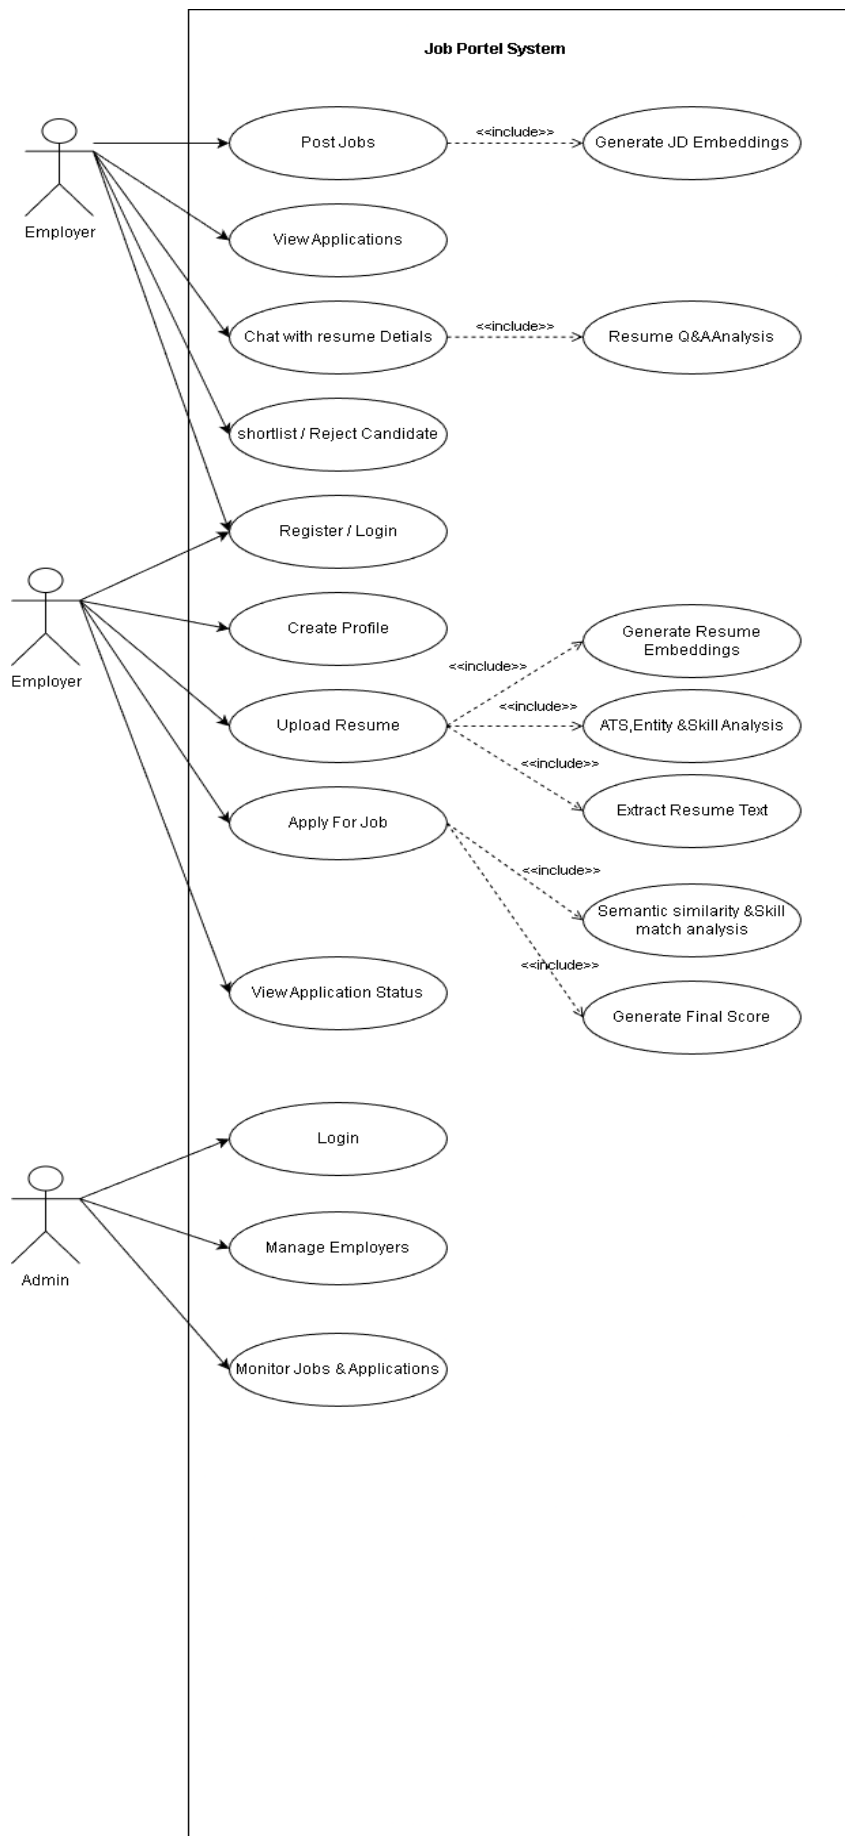 Job Portel System
Post Jobs
<<include>>
Generate JD Embeddings
Employer
View Applications
Chat with resume Detials
<<include>>
Resume Q&A Analysis
shortlist / Reject Candidate
Register / Login
Employer
Create Profile
Generate Resume
Embeddings
<<include>>
Upload Resume
<<include>>
ATS,Entity &Skill Analysis
<<include>>
Extract Resume Text
Apply For Job
<<include>>
Semantic similarity &Skill
match analysis
<<include>>
View Application Status
Generate Final Score
Login
Admin
Manage Employers
Monitor Jobs & Applications